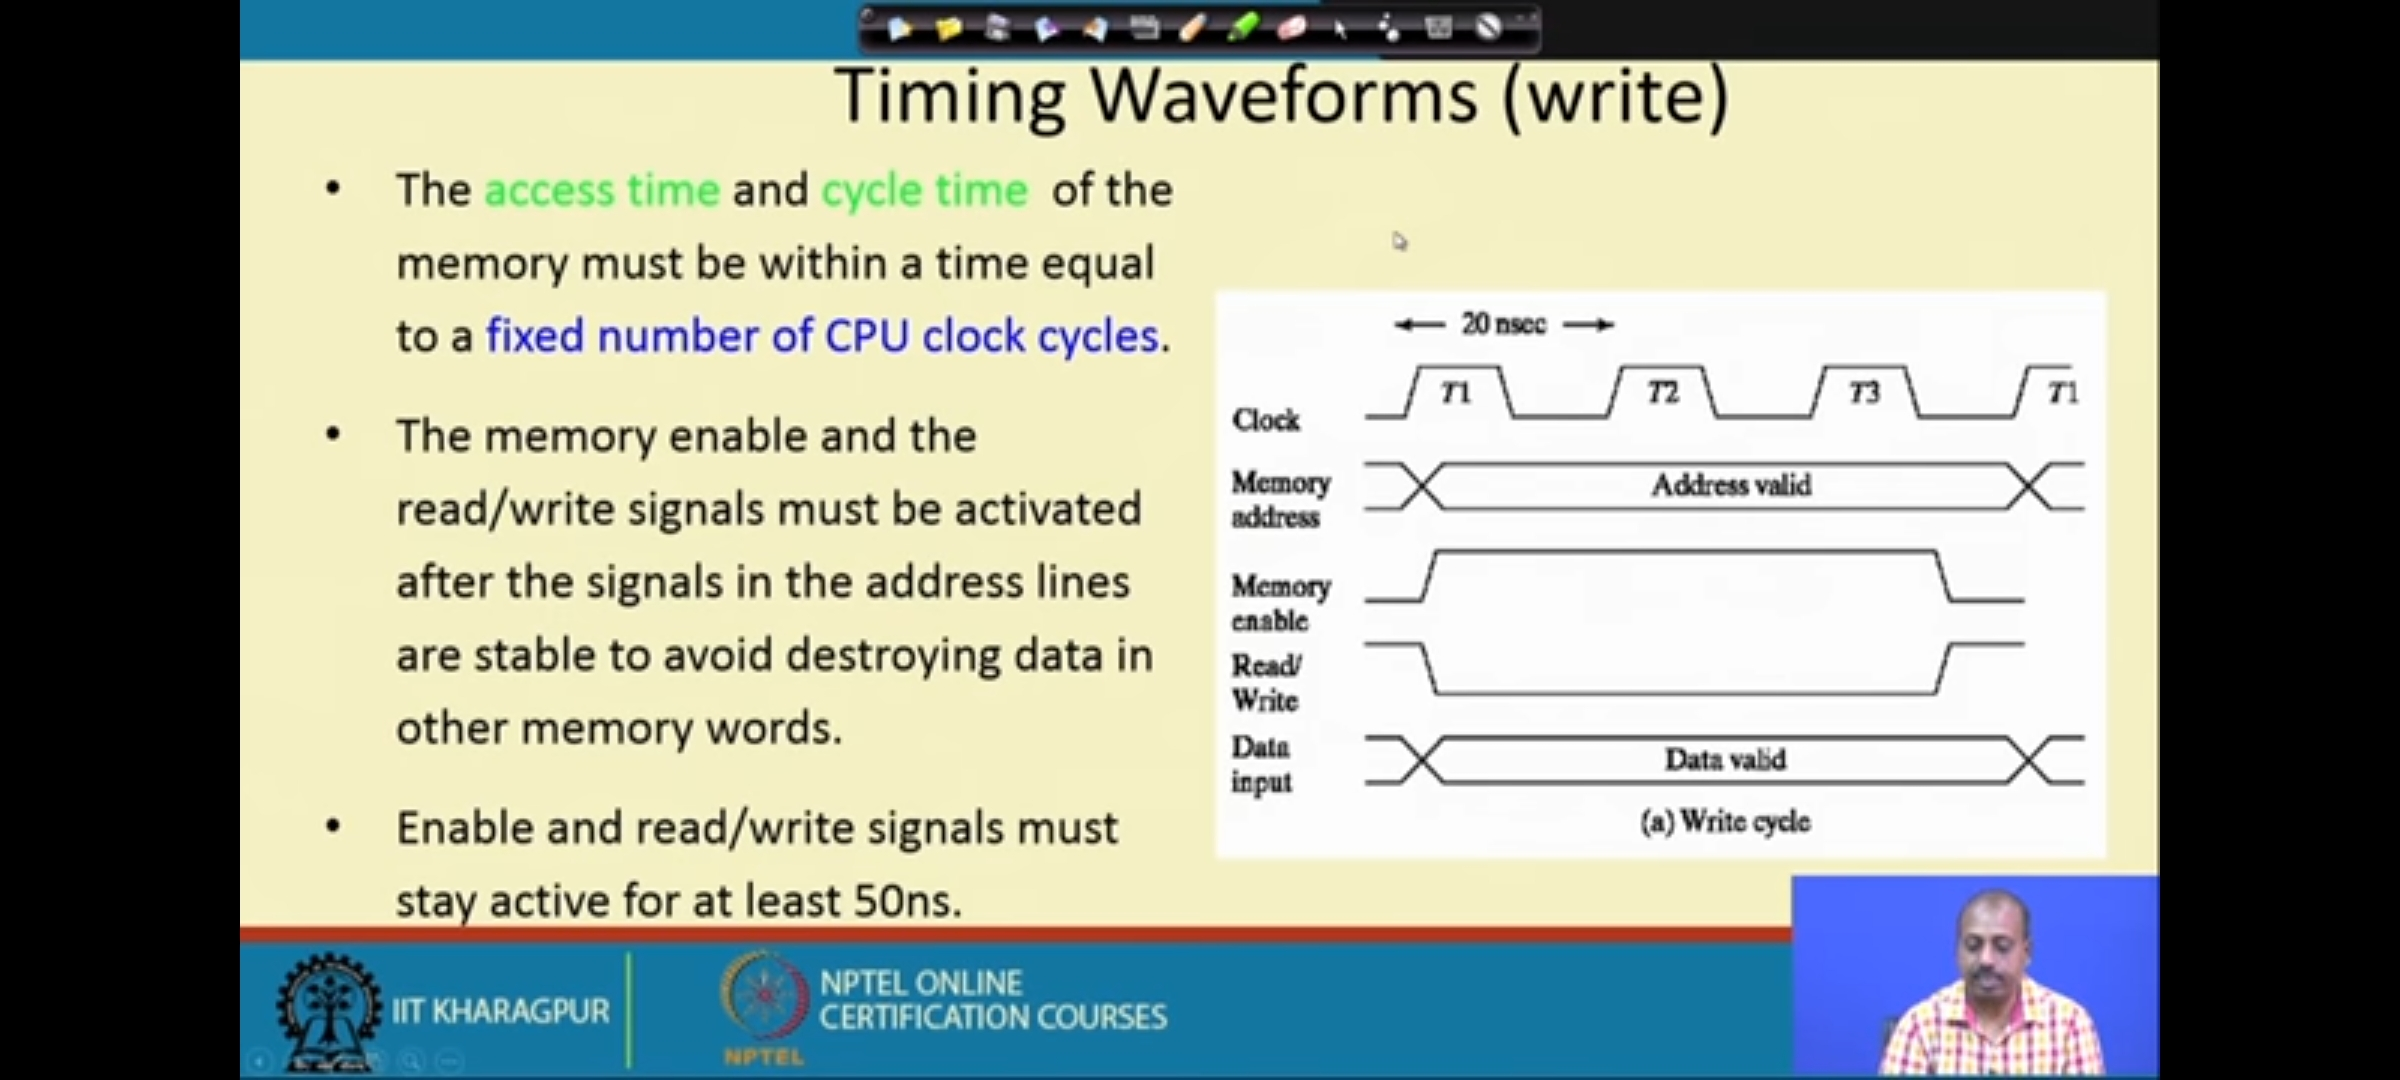 Timing Waveforms (write)
• The access time and cycle time of the
memory must be within a time equal
to a fixed number of CPU clock cycles.
• The memory enable and the
read/write signals must be activated
after the signals in the address lines
are stable to avoid destroying data in
other memory words.
• Enable and read/write signals must
stay active for at least 50ns.
20 nsec
T1 T2 T3 T1
Clock
Memory
address
Address valid
Memory
enable
Read/
Write
Data
input
Data valid
(a) Write cycle
IIT KHARAGPUR
NPTEL
NPTEL ONLINE
CERTIFICATION COURSES